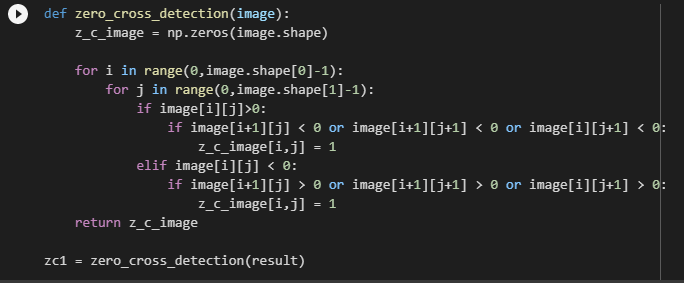 def zero_cross_detection(image):
    z_c_image = np.zeros(image.shape)

    for i in range(0,image.shape[0]-1):
        for j in range(0,image.shape[1]-1):
            if image[i][j]>0:
                if image[i+1][j] < 0 or image[i+1][j+1] < 0 or image[i][j+1] < 0:
                    z_c_image[i,j] = 1
            elif image[i][j] < 0:
                if image[i+1][j] > 0 or image[i+1][j+1] > 0 or image[i][j+1] > 0:
                    z_c_image[i,j] = 1
    return z_c_image

zc1 = zero_cross_detection(result)